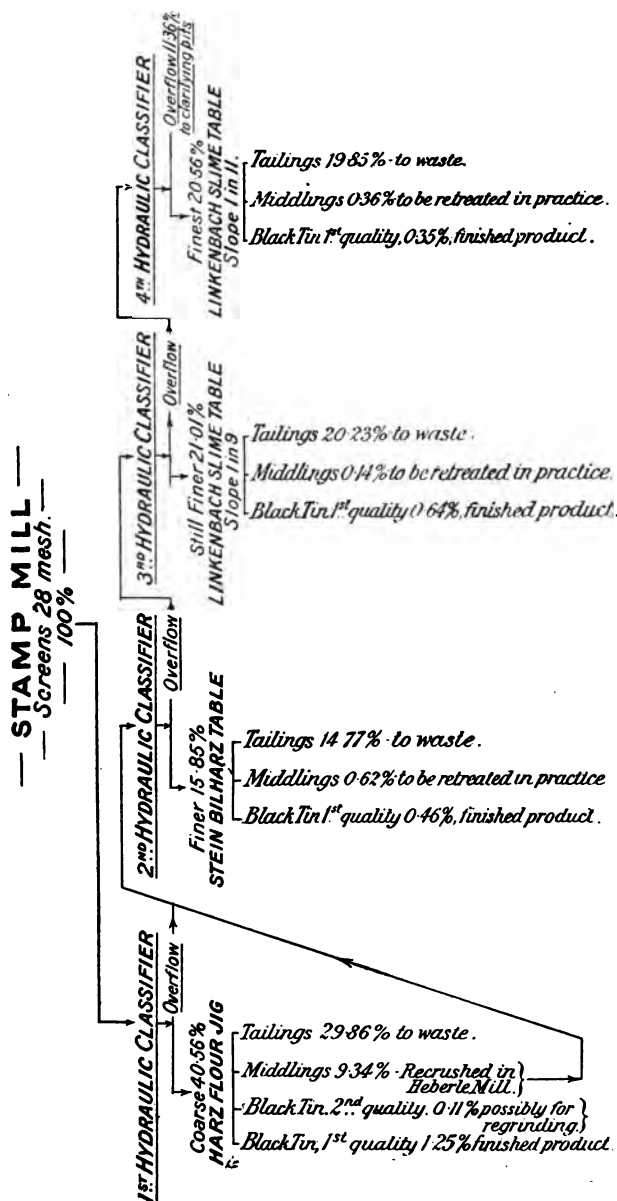 — STAMP MILL —
— Screens 28 mesh. —
— 100% —
1ST HYDRAULIC CLASSIFIER
Overflow
Coarse 40·56%
HARZ FLOUR JIG
Tailings 29·86% to waste.
Middlings 9·34% - Recrushed in
Heberle Mill.
Black Tin. 2nd quality. 0·11% possibly for
regrinding.
Black Tin, 1st quality 1·25% finished product.
2ND HYDRAULIC CLASSIFIER
Overflow
Finer 15·85%
STEIN BILHARZ TABLE
Tailings 14·77% - to waste.
Middlings 0·62% to be retreated in practice
Black Tin 1st quality 0·46%, finished product.
3ND HYDRAULIC CLASSIFIER
Overflow
Still Finer 21·01%
LINKENBACH SLIME TABLE
Slope 1 in 9
Tailings 20·23% to waste.
Middlings 0·14% to be retreated in practice.
Black Tin 1st quality 0·64%, finished product.
4TH HYDRAULIC CLASSIFIER
Overflow 11·36%
to clarifying pits
Finest 20·56%
LINKENBACH SLIME TABLE
Slope 1 in 11.
Tailings 19·85% - to waste.
Middlings 0·36% to be retreated in practice.
Black Tin 1st quality, 0·35%, finished product.